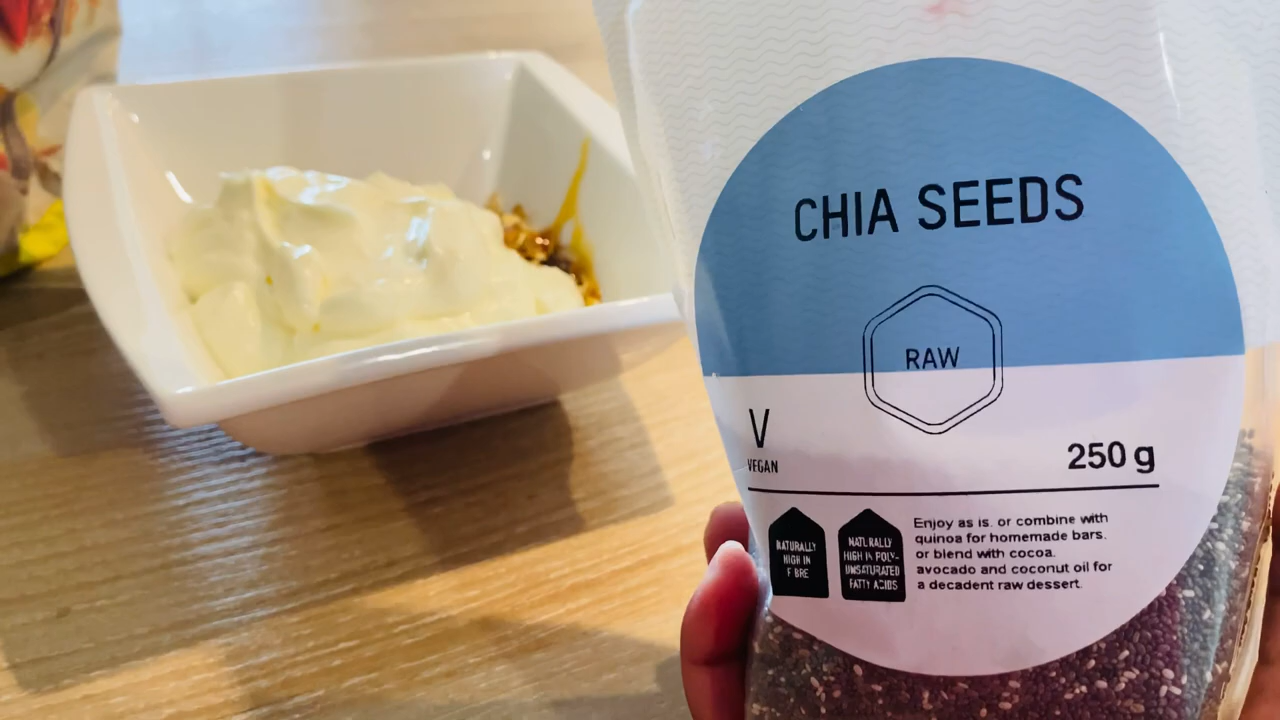 CHIA SEEDS
RAW
V
VEGAN
250 g
NATURALLY
HIGH IN
F BRE
NATURALLY
HIGH IN POLY-
UNSATURATED
FATTY ACIDS
Enjoy as is. or combine with
quinoa for homemade bars.
or blend with cocoa.
avocado and coconut oil for
a decadent raw dessert.